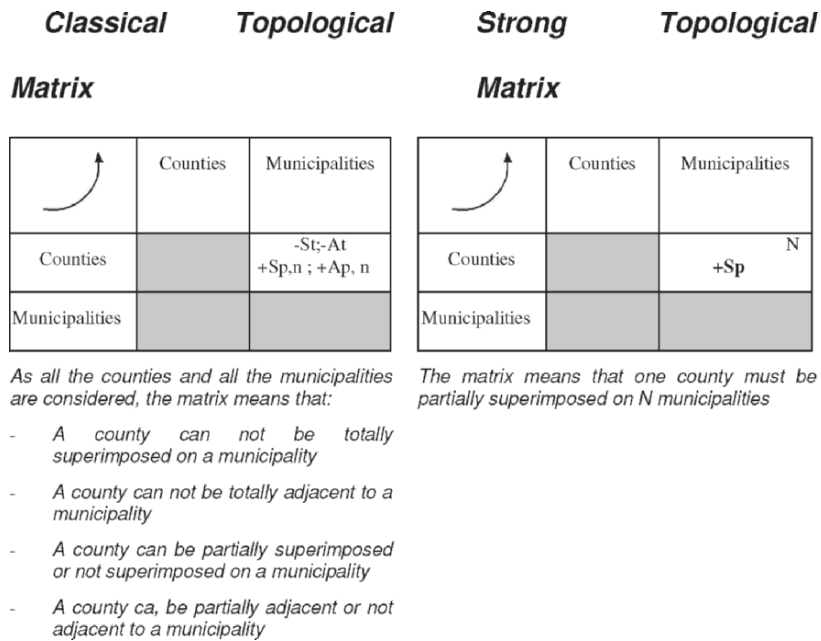 Classical Topological
Matrix
Counties
Municipalities
Counties
-St;-At
+Sp,n ; +Ap, n
Municipalities
As all the counties and all the municipalities
are considered, the matrix means that:
- A county can not be totally
superimposed on a municipality
- A county can not be totally adjacent to a
municipality
- A county can be partially superimposed
or not superimposed on a municipality
- A county ca, be partially adjacent or not
adjacent to a municipality
Strong Topological
Matrix
Counties
Municipalities
Counties
N
+Sp
Municipalities
The matrix means that one county must be
partially superimposed on N municipalities